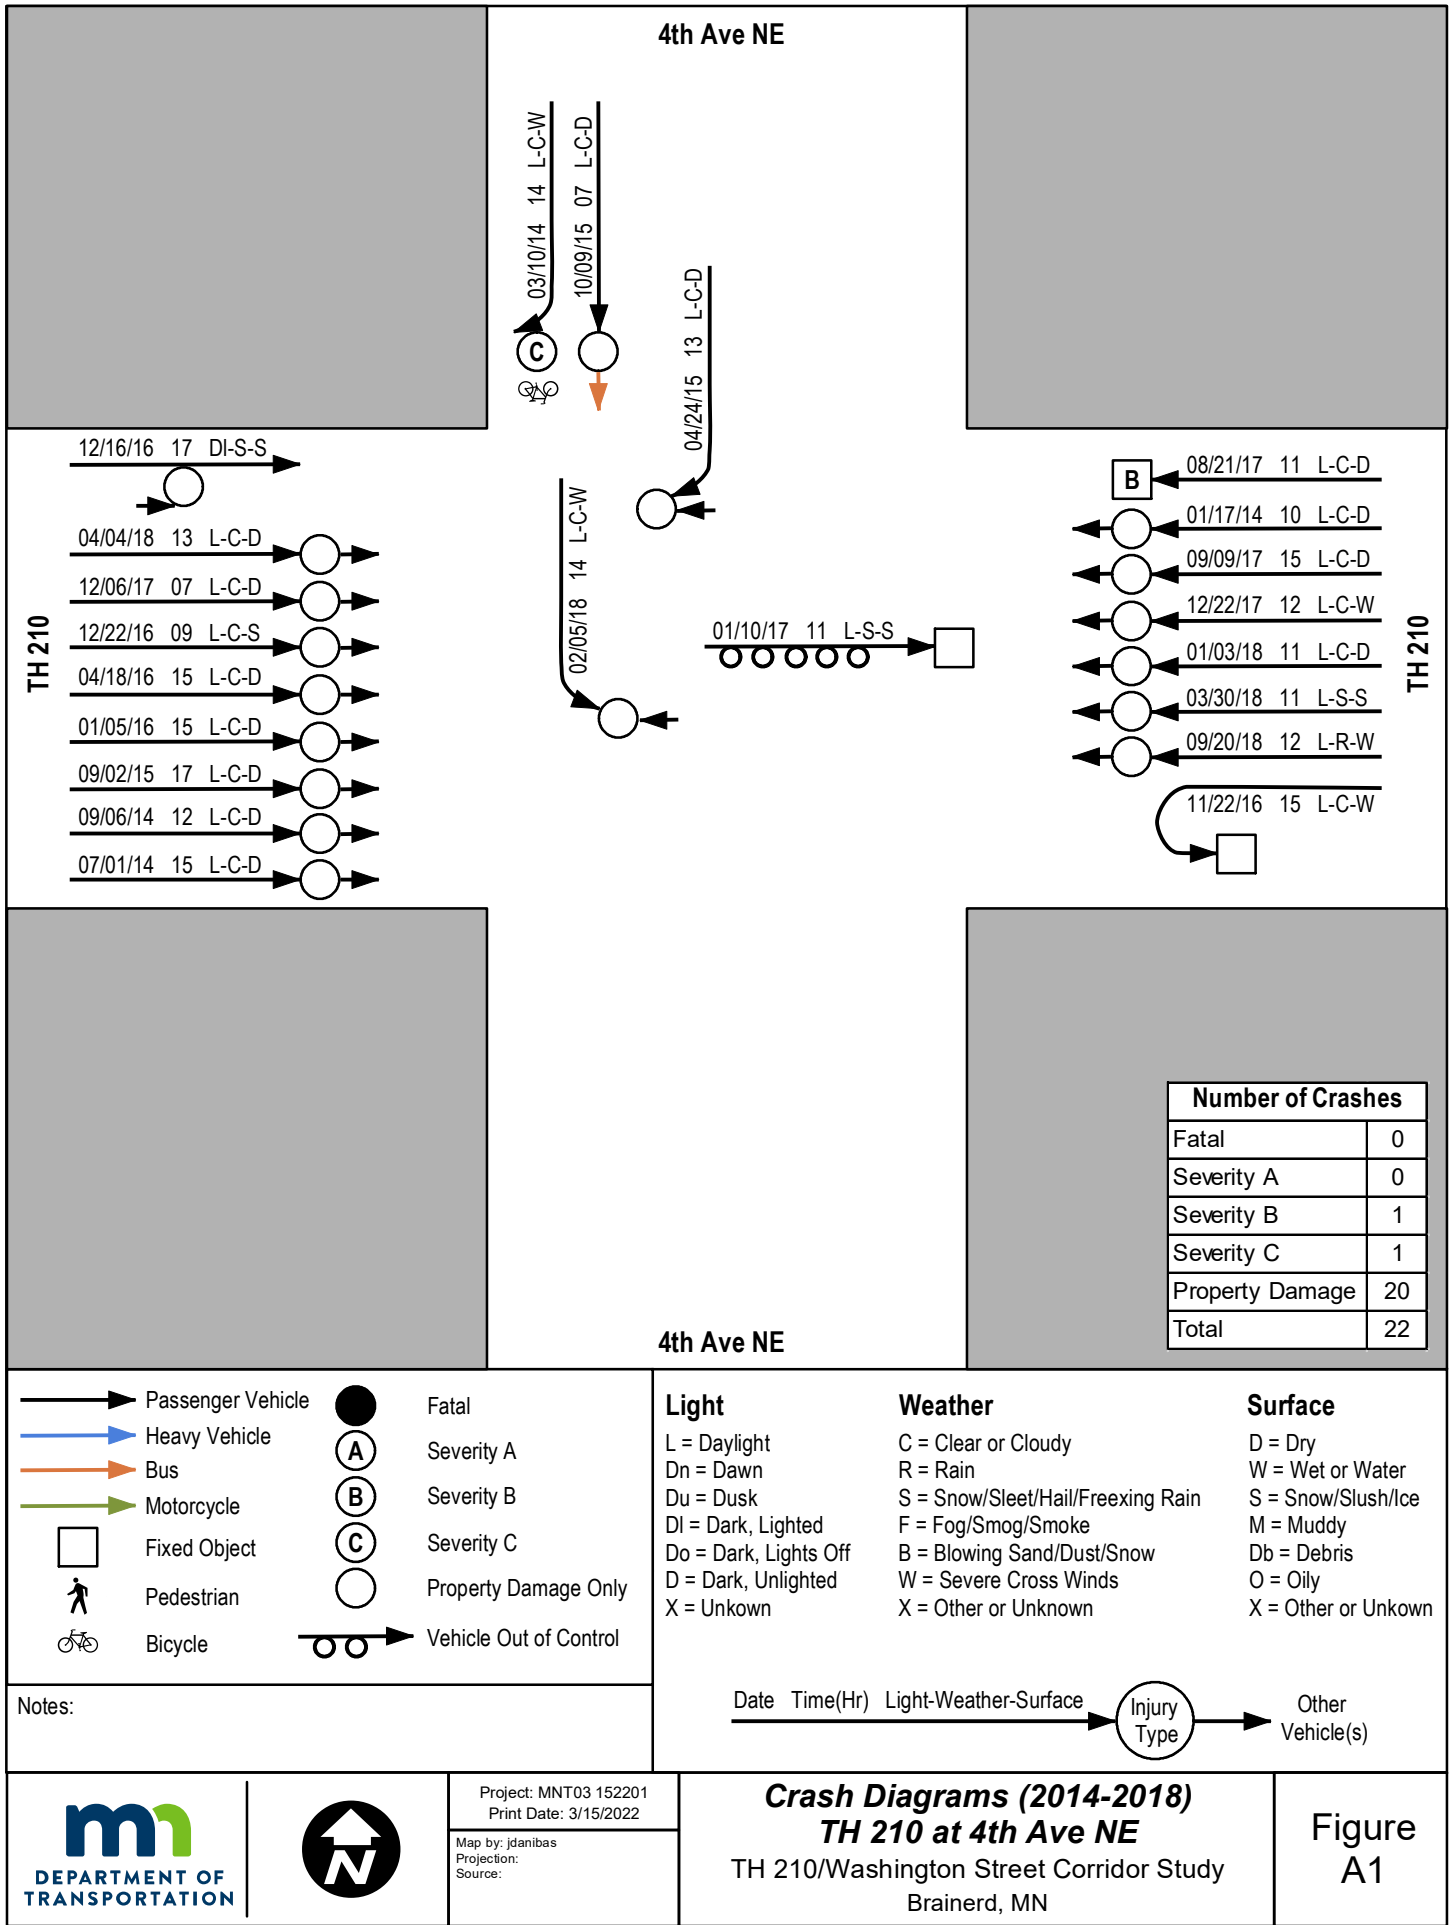 4th Ave NE
03/10/14 14 L-C-W
10/09/15 07 L-C-D
04/24/15 13 L-C-D
C
12/16/16 17 Dl-S-S
04/04/18 13 L-C-D
12/06/17 07 L-C-D
12/22/16 09 L-C-S
04/18/16 15 L-C-D
01/05/16 15 L-C-D
09/02/15 17 L-C-D
09/06/14 12 L-C-D
07/01/14 15 L-C-D
TH 210
02/05/18 14 L-C-W
01/10/17 11 L-S-S
B
08/21/17 11 L-C-D
01/17/14 10 L-C-D
09/09/17 15 L-C-D
12/22/17 12 L-C-W
01/03/18 11 L-C-D
03/30/18 11 L-S-S
09/20/18 12 L-R-W
11/22/16 15 L-C-W
TH 210
Number of Crashes
Fatal 0
Severity A 0
Severity B 1
Severity C 1
Property Damage 20
Total 22
4th Ave NE
Passenger Vehicle
Heavy Vehicle
Bus
Motorcycle
Fixed Object
Pedestrian
Bicycle
Fatal
A Severity A
B Severity B
C Severity C
Property Damage Only
Vehicle Out of Control
Light
L = Daylight
Dn = Dawn
Du = Dusk
Dl = Dark, Lighted
Do = Dark, Lights Off
D = Dark, Unlighted
X = Unkown
Weather
C = Clear or Cloudy
R = Rain
S = Snow/Sleet/Hail/Freexing Rain
F = Fog/Smog/Smoke
B = Blowing Sand/Dust/Snow
W = Severe Cross Winds
X = Other or Unknown
Surface
D = Dry
W = Wet or Water
S = Snow/Slush/Ice
M = Muddy
Db = Debris
O = Oily
X = Other or Unkown
Date Time(Hr) Light-Weather-Surface
Injury
Type
Other
Vehicle(s)
Notes:
mn
DEPARTMENT OF
TRANSPORTATION
N
Project: MNT03 152201
Print Date: 3/15/2022
Map by: jdanibas
Projection:
Source:
Crash Diagrams (2014-2018)
TH 210 at 4th Ave NE
TH 210/Washington Street Corridor Study
Brainerd, MN
Figure
A1